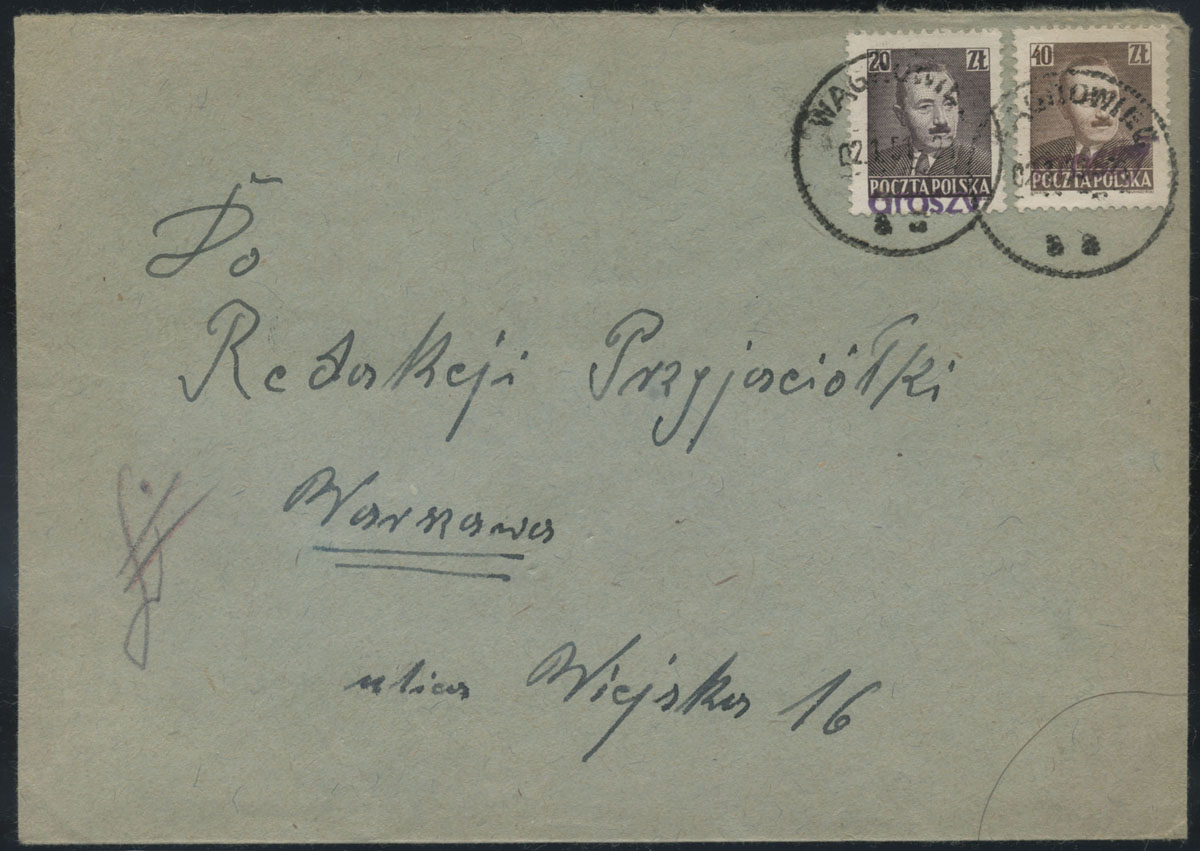 20 ZŁ
POCZTA POLSKA
groszy
40 ZŁ
POCZTA POLSKA
Do
Redakcji Przyjaciółki
Warszawa
ulica Wiejska 16